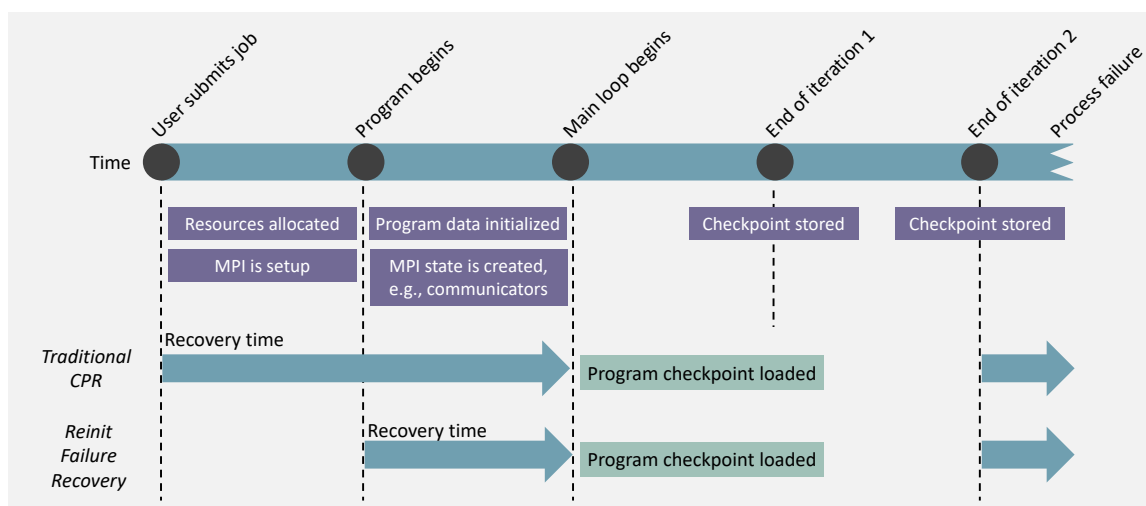 User submits job
Program begins
Main loop begins
End of iteration 1
End of iteration 2
Process failure
Time
Resources allocated
Program data initialized
Checkpoint stored
Checkpoint stored
MPI is setup
MPI state is created,
e.g., communicators
Recovery time
Traditional
CPR
Program checkpoint loaded
Recovery time
Reinit
Failure
Recovery
Program checkpoint loaded